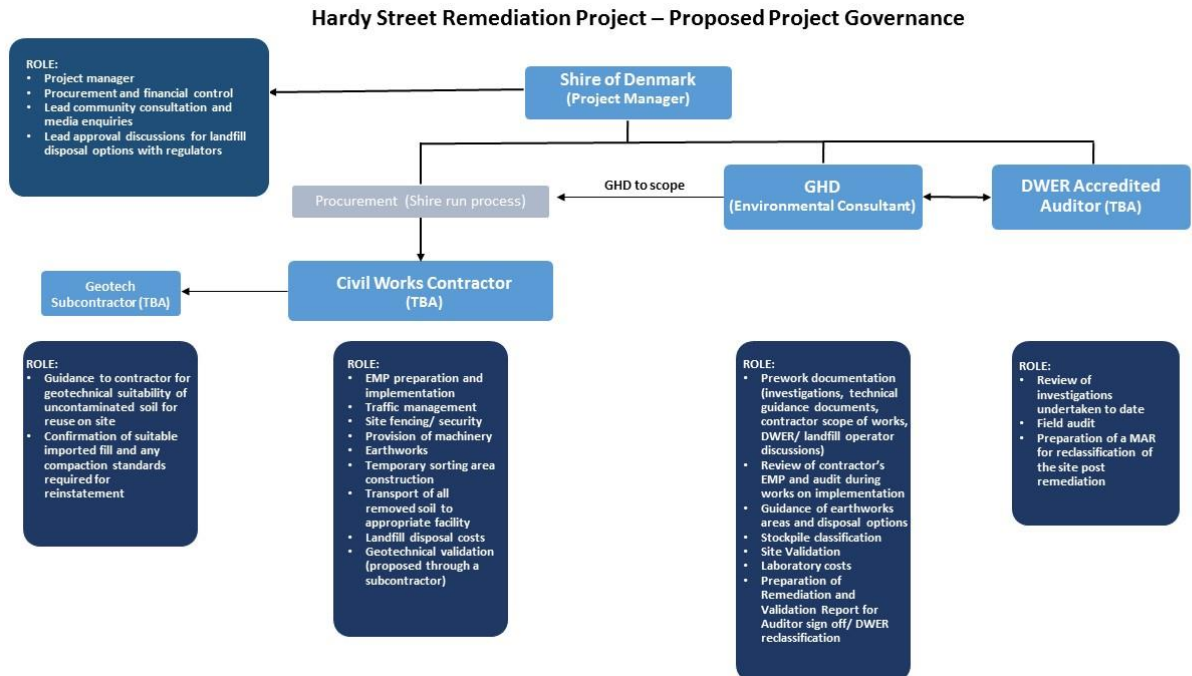 Hardy Street Remediation Project – Proposed Project Governance
ROLE:
• Project manager
• Procurement and financial control
• Lead community consultation and
media enquiries
• Lead approval discussions for landfill
disposal options with regulators
Shire of Denmark
(Project Manager)
Procurement (Shire run process)
GHD to scope
GHD
(Environmental Consultant)
DWER Accredited
Auditor (TBA)
Geotech
Subcontractor (TBA)
Civil Works Contractor
(TBA)
ROLE:
• Guidance to contractor for
geotechnical suitability of
uncontaminated soil for
reuse on site
• Confirmation of suitable
imported fill and any
compaction standards
required for
reinstatement
ROLE:
• EMP preparation and
implementation
• Traffic management
• Site fencing/ security
• Provision of machinery
• Earthworks
• Temporary sorting area
construction
• Transport of all
removed soil to
appropriate facility
• Landfill disposal costs
• Geotechnical validation
(proposed through a
subcontractor)
ROLE:
• Prework documentation
(investigations, technical
guidance documents,
contractor scope of works,
DWER/ landfill operator
discussions)
• Review of contractor's
EMP and audit during
works on implementation
• Guidance of earthworks
areas and disposal options
• Stockpile classification
• Site Validation
• Laboratory costs
• Preparation of
Remediation and
Validation Report for
Auditor sign off/ DWER
reclassification
ROLE:
• Review of
investigations
undertaken to date
• Field audit
• Preparation of a MAR
for reclassification of
the site post
remediation